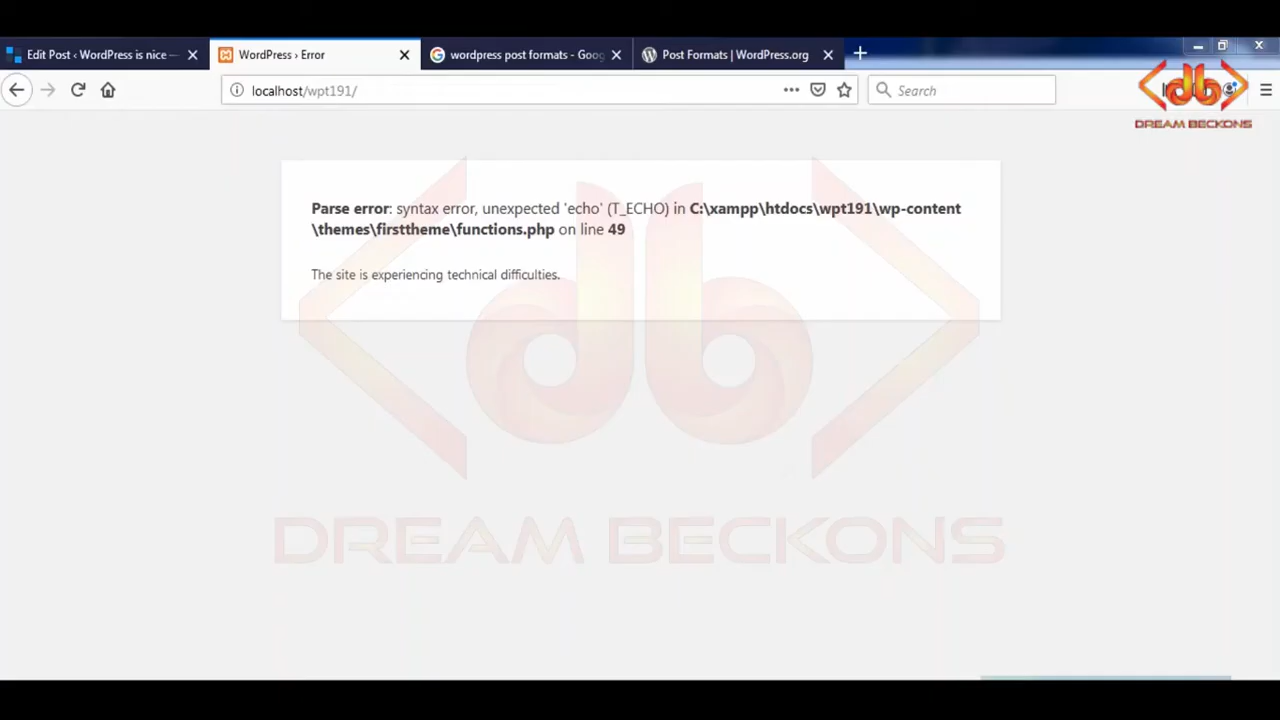 Edit Post ‹ WordPress is nice —
WordPress › Error
wordpress post formats - Goog
Post Formats | WordPress.org
localhost/wpt191/
Search
DREAM BECKONS
Parse error: syntax error, unexpected 'echo' (T_ECHO) in C:\xampp\htdocs\wpt191\wp-content
\themes\firsttheme\functions.php on line 49
The site is experiencing technical difficulties.
db
DREAM BECKONS